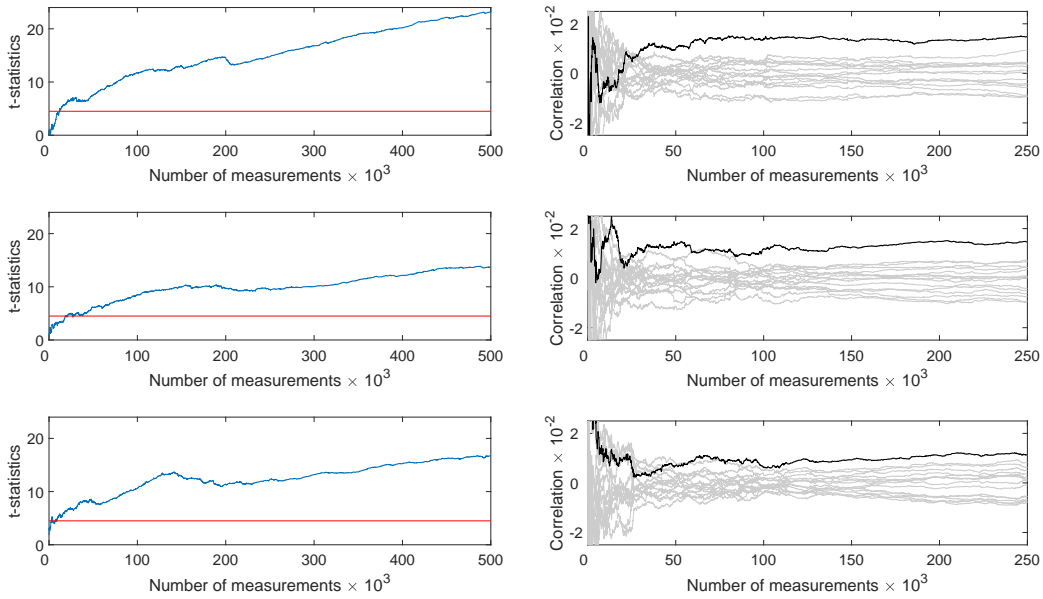 t-statistics
20
10
0
0 100 200 300 400 500
Number of measurements × 10³
Correlation × 10⁻²
2
0
-2
0 50 100 150 200 250
Number of measurements × 10³
t-statistics
20
10
0
0 100 200 300 400 500
Number of measurements × 10³
Correlation × 10⁻²
2
0
-2
0 50 100 150 200 250
Number of measurements × 10³
t-statistics
20
10
0
0 100 200 300 400 500
Number of measurements × 10³
Correlation × 10⁻²
2
0
-2
0 50 100 150 200 250
Number of measurements × 10³